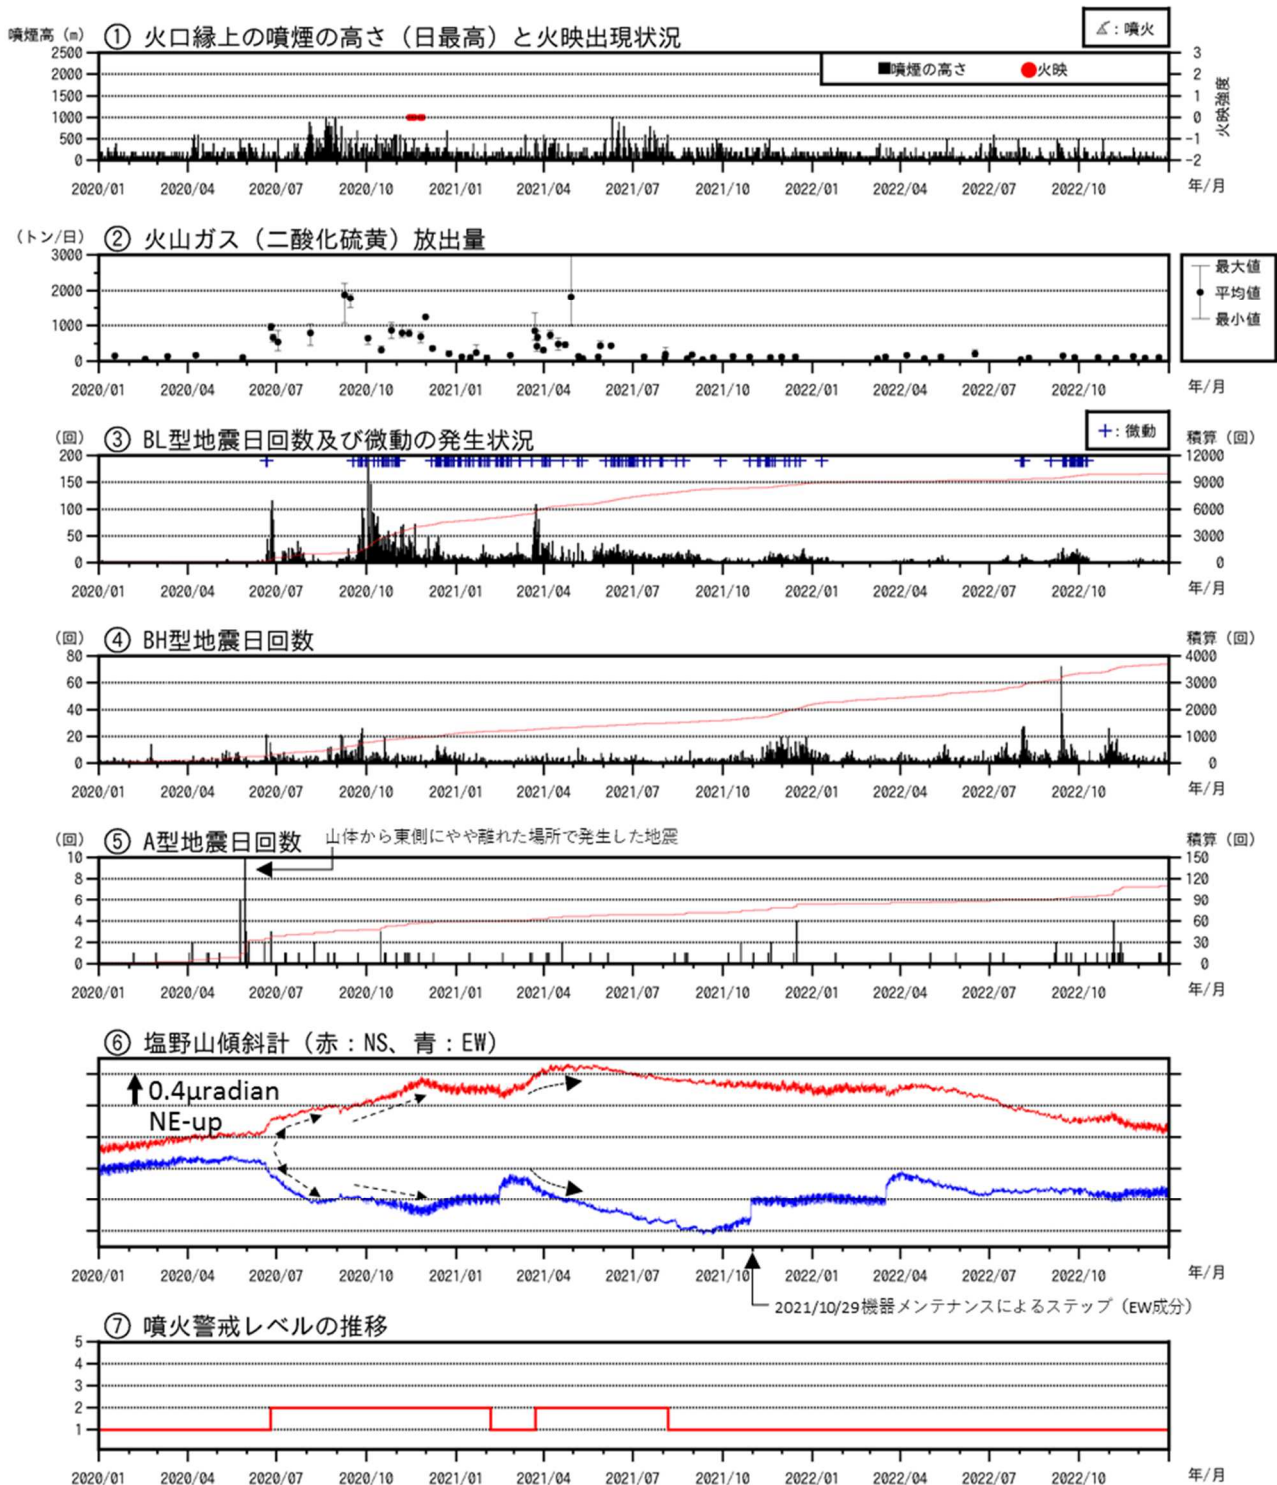 噴煙高（m） ① 火口縁上の噴煙の高さ（日最高）と火映出現状況
：噴火
2500
2000
1500
1000
500
0
■噴煙の高さ ●火映
3
2
1
0
-1
-2
火映強度
2020/01 2020/04 2020/07 2020/10 2021/01 2021/04 2021/07 2021/10 2022/01 2022/04 2022/07 2022/10 年/月
（トン/日） ② 火山ガス（二酸化硫黄）放出量
3000
2000
1000
0
最大値
平均値
最小値
2020/01 2020/04 2020/07 2020/10 2021/01 2021/04 2021/07 2021/10 2022/01 2022/04 2022/07 2022/10 年/月
（回） ③ BL型地震日回数及び微動の発生状況
＋：微動
積算（回）
200
150
100
50
0
12000
9000
6000
3000
0
2020/01 2020/04 2020/07 2020/10 2021/01 2021/04 2021/07 2021/10 2022/01 2022/04 2022/07 2022/10 年/月
（回） ④ BH型地震日回数 積算（回）
80
60
40
20
0
4000
3000
2000
1000
0
2020/01 2020/04 2020/07 2020/10 2021/01 2021/04 2021/07 2021/10 2022/01 2022/04 2022/07 2022/10 年/月
（回） ⑤ A型地震日回数 山体から東側にやや離れた場所で発生した地震 積算（回）
10
8
6
4
2
0
150
120
90
60
30
0
2020/01 2020/04 2020/07 2020/10 2021/01 2021/04 2021/07 2021/10 2022/01 2022/04 2022/07 2022/10 年/月
⑥ 塩野山傾斜計（赤：NS、青：EW）
0.4μradian
NE-up
2020/01 2020/04 2020/07 2020/10 2021/01 2021/04 2021/07 2021/10 2022/01 2022/04 2022/07 2022/10 年/月
2021/10/29機器メンテナンスによるステップ（EW成分）
⑦ 噴火警戒レベルの推移
5
4
3
2
1
2020/01 2020/04 2020/07 2020/10 2021/01 2021/04 2021/07 2021/10 2022/01 2022/04 2022/07 2022/10 年/月